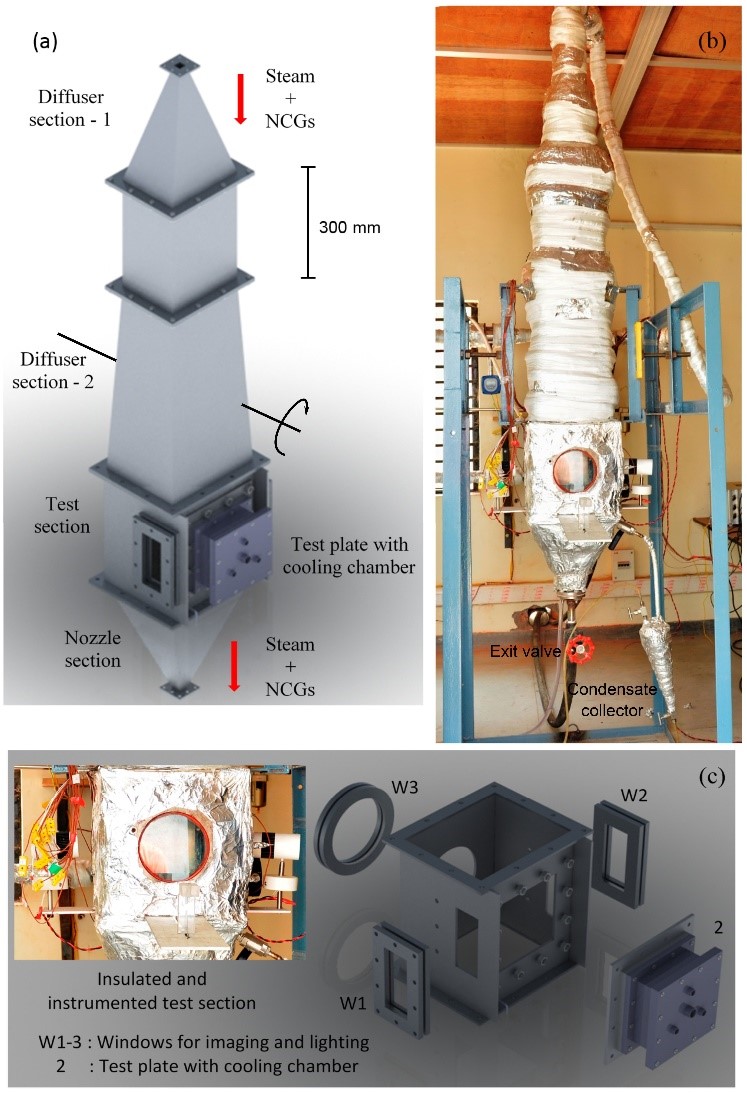 (a)
Diffuser
section - 1
Steam
+
NCGs
300 mm
Diffuser
section - 2
Test
section
Test plate with
cooling chamber
Nozzle
section
Steam
+
NCGs
(b)
Exit valve
Condensate
collector
(c)
W3
W2
2
W1
Insulated and
instrumented test section
W1-3 : Windows for imaging and lighting
2 : Test plate with cooling chamber